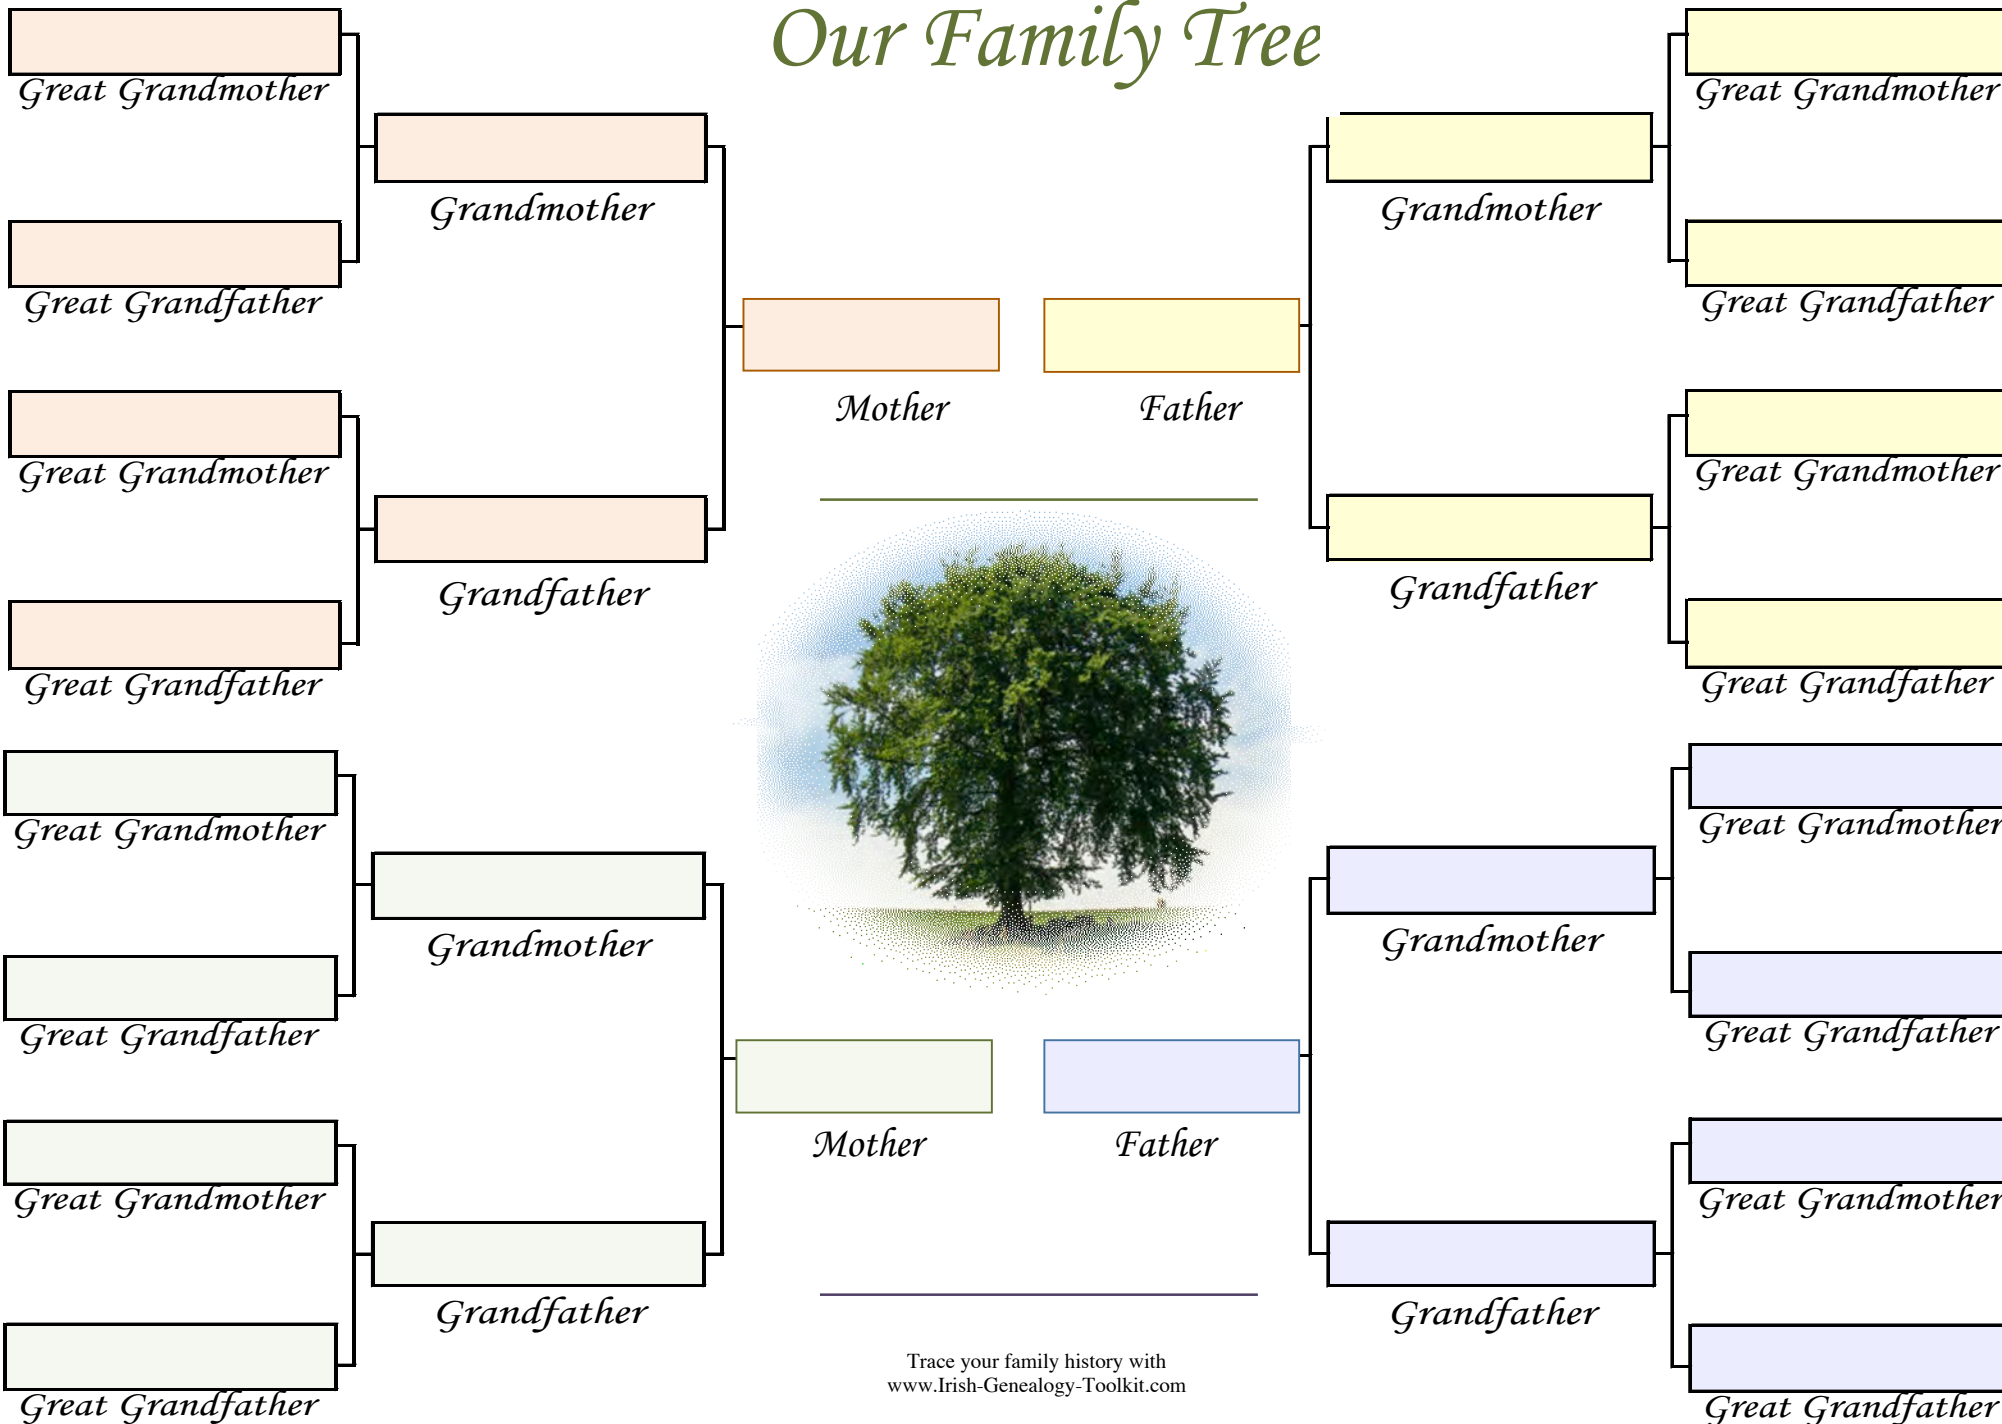 Our Family Tree
Great Grandmother
Grandmother
Great Grandfather
Great Grandmother
Grandfather
Great Grandfather
Mother
Father
Great Grandmother
Grandmother
Great Grandfather
Great Grandmother
Grandfather
Great Grandfather
Great Grandmother
Grandmother
Great Grandfather
Great Grandmother
Grandfather
Great Grandfather
Mother
Father
Great Grandmother
Grandmother
Great Grandfather
Great Grandmother
Grandfather
Great Grandfather
Trace your family history with
www.Irish-Genealogy-Toolkit.com